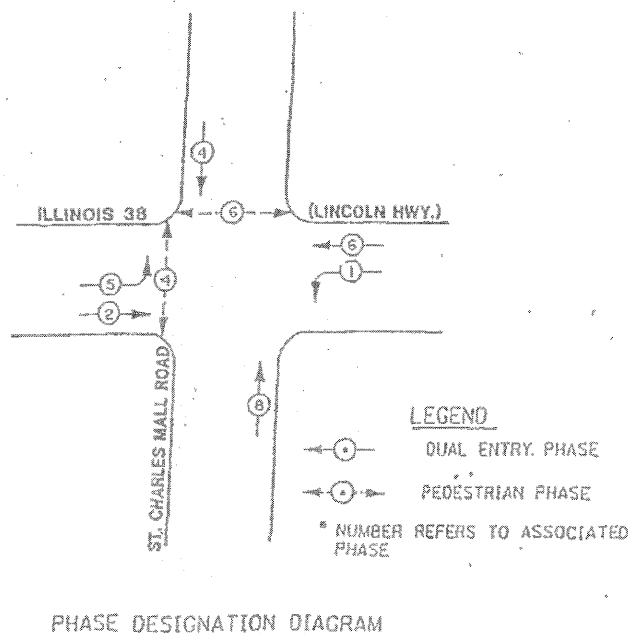 4
ILLINOIS 38
6
(LINCOLN HWY.)
6
5
4
1
2
ST. CHARLES MALL ROAD
8
LEGEND
* DUAL ENTRY PHASE
* PEDESTRIAN PHASE
* NUMBER REFERS TO ASSOCIATED
PHASE
PHASE DESIGNATION DIAGRAM